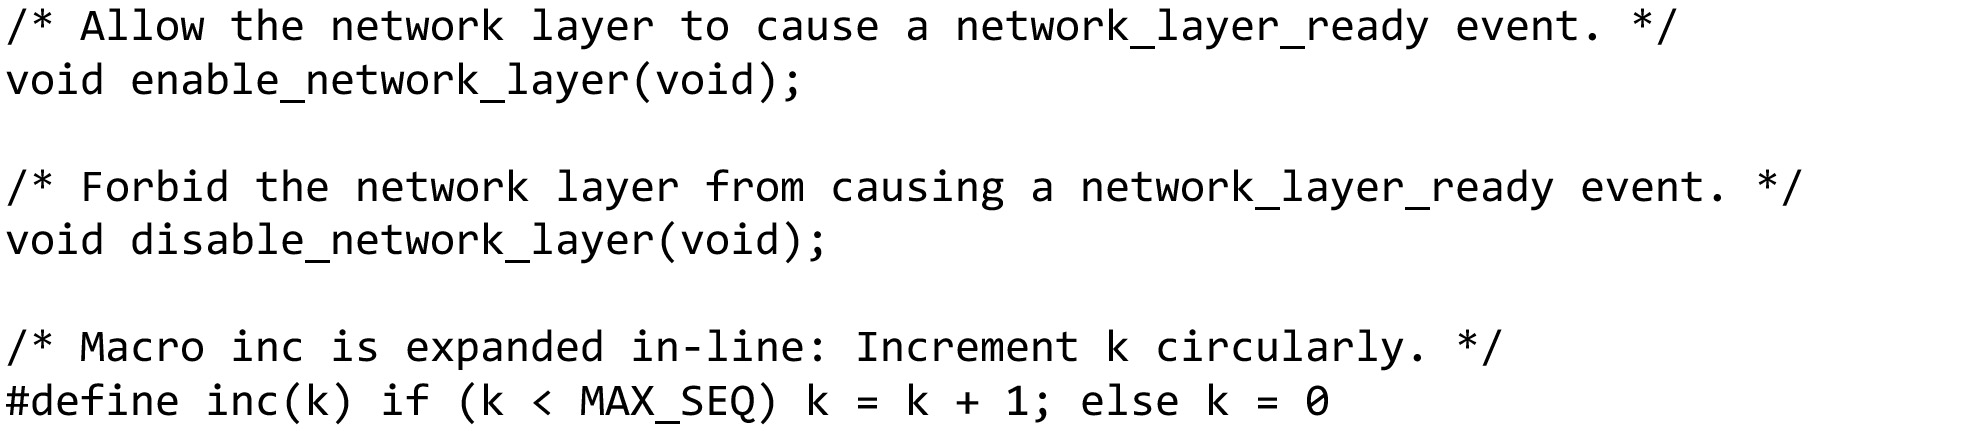 /* Allow the network layer to cause a network_layer_ready event. */
void enable_network_layer(void);
/* Forbid the network layer from causing a network_layer_ready event. */
void disable_network_layer(void);
/* Macro inc is expanded in-line: Increment k circularly. */
#define inc(k) if (k < MAX_SEQ) k = k + 1; else k = 0